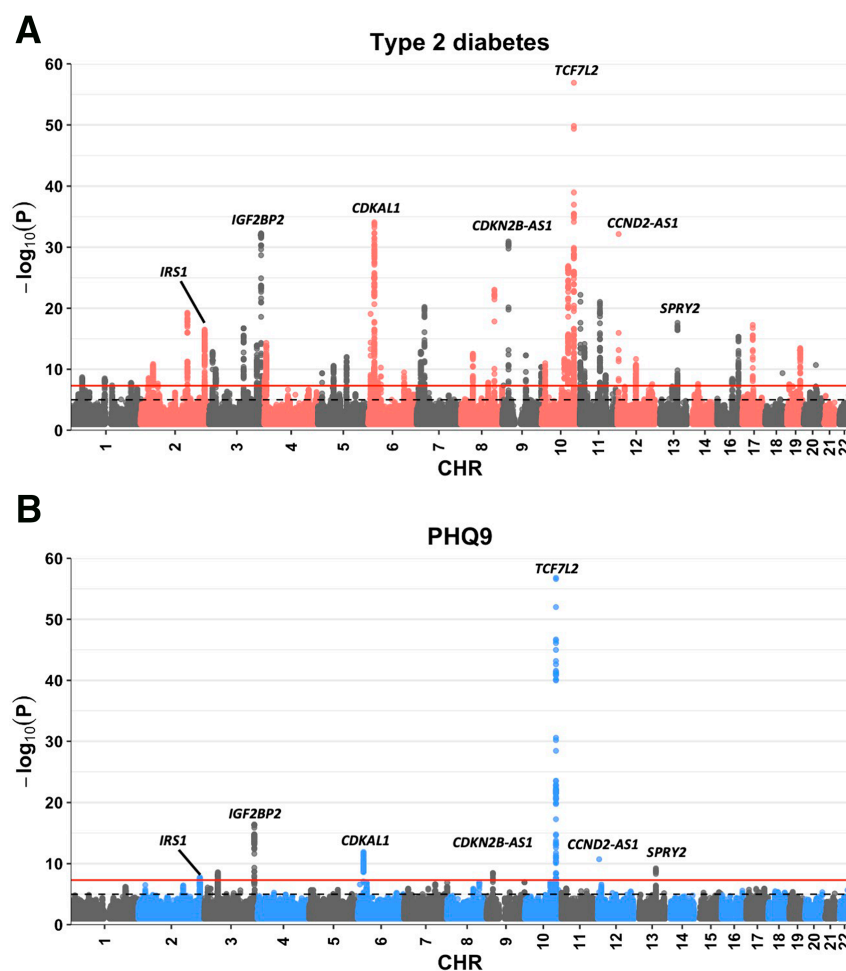 A
Type 2 diabetes
60
TCF7L2
50
40
CDKAL1
IGF2BP2
CDKN2B-AS1
CCND2-AS1
30
IRS1
SPRY2
20
10
0
− log10(P)
1 2 3 4 5 6 7 8 9 10 11 12 13 14 16 17 18 19 20 21 22
CHR
B
PHQ9
60
TCF7L2
50
40
30
20
IGF2BP2
IRS1
CDKAL1
CDKN2B-AS1
CCND2-AS1
SPRY2
10
0
− log10(P)
1 2 3 4 5 6 7 8 9 10 11 12 13 14 15 16 17 18 19 20 21 22
CHR